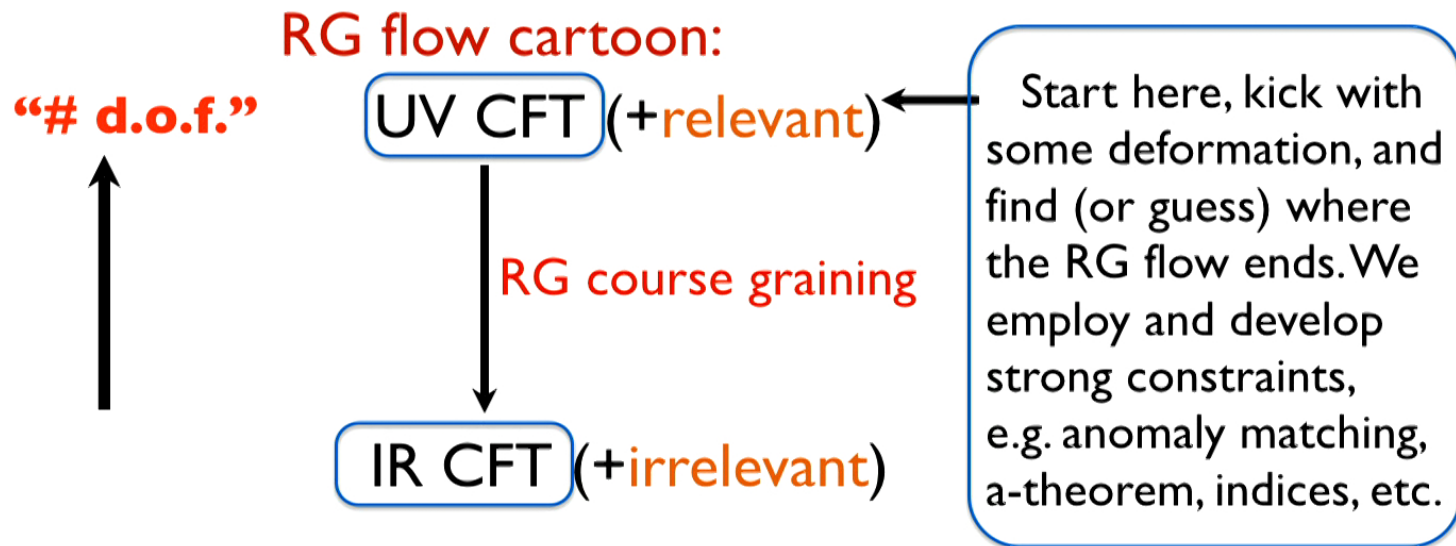 RG flow cartoon:
“# d.o.f.”
UV CFT (+relevant)
RG course graining
IR CFT (+irrelevant)
Start here, kick with
some deformation, and
find (or guess) where
the RG flow ends. We
employ and develop
strong constraints,
e.g. anomaly matching,
a-theorem, indices, etc.